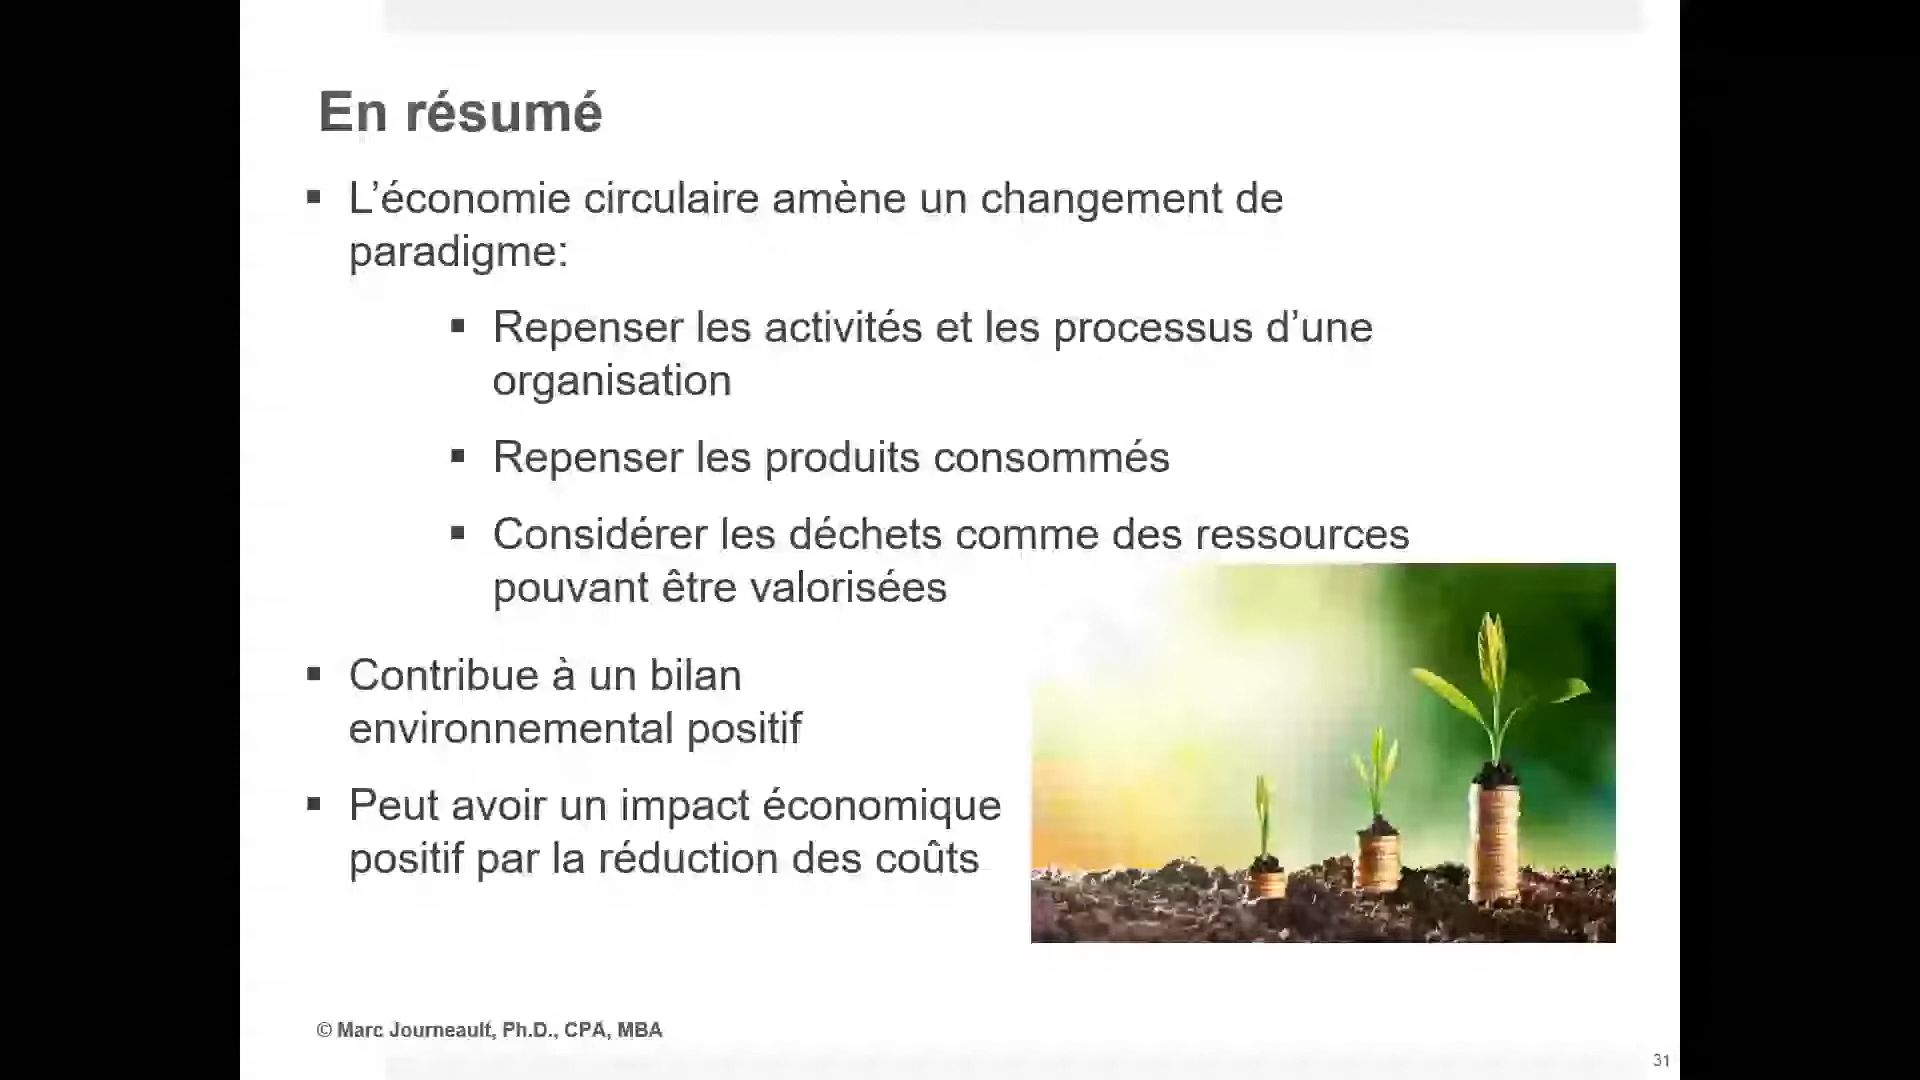 En résumé
▪ L’économie circulaire amène un changement de
paradigme:
▪ Repenser les activités et les processus d’une
organisation
▪ Repenser les produits consommés
▪ Considérer les déchets comme des ressources
pouvant être valorisées
▪ Contribue à un bilan
environnemental positif
▪ Peut avoir un impact économique
positif par la réduction des coûts
© Marc Journeault, Ph.D., CPA, MBA
31